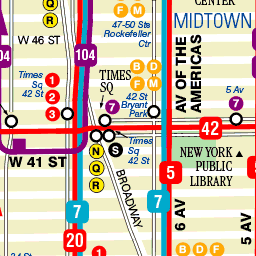 CENTER
N
Q
R
47-50 Sts
Rockefeller
Ctr
B
D
F
M
MIDTOWN
W 46 ST
104
04
AV OF THE
AMERICAS
Times
Sq
42 St
1
2
3
TIMES
SQ
7
B
D
F
M
42 St
Bryant
Park
5 Av
7
42
W 41 ST
N
Q
R
S
Times
Sq
42 St
NEW YORK
PUBLIC
LIBRARY
5
BROADWAY
7
7
20
6 AV
5 AV
B
D
F